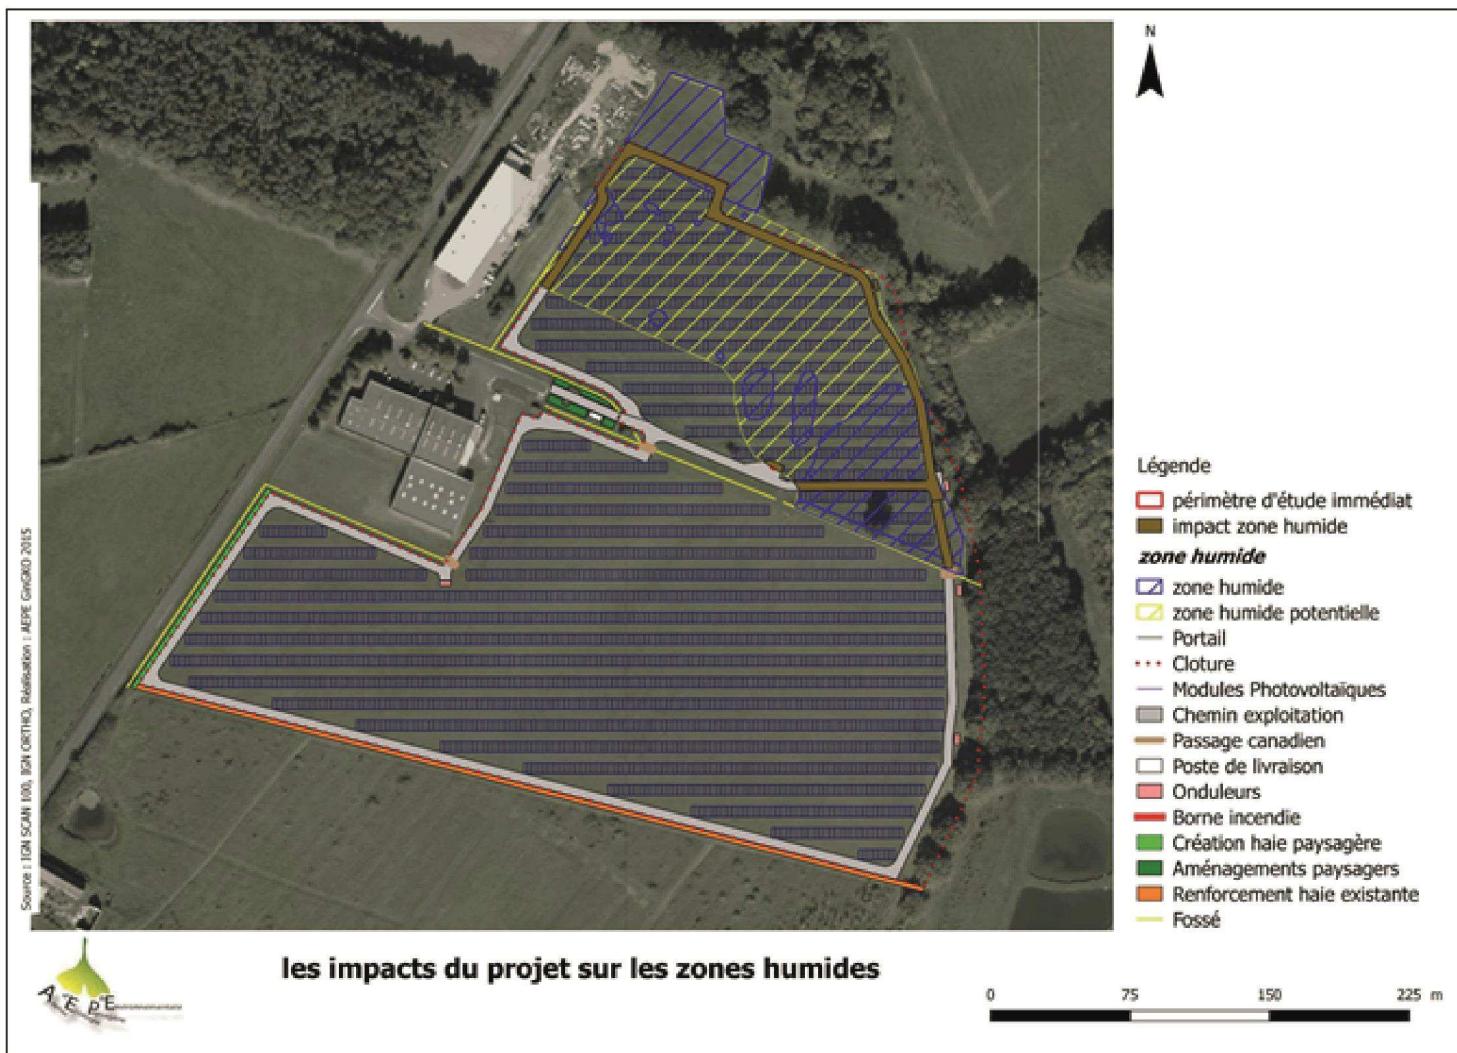 N
Légende
périmètre d'étude immédiat
impact zone humide
zone humide
zone humide
zone humide potentielle
Portail
Cloture
Modules Photovoltaïques
Chemin exploitation
Passage canadien
Poste de livraison
Onduleurs
Borne incendie
Création haie paysagère
Aménagements paysagers
Renforcement haie existante
Fossé
Source : IGN SCAN 100, IGN ORTHO, Réalisation : AEPE GinGKO 2015
les impacts du projet sur les zones humides
AEPE
0 75 150 225 m